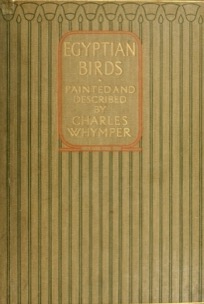 EGYPTIAN
BIRDS
PAINTED AND
DESCRIBED
BY
CHARLES
WHYMPER